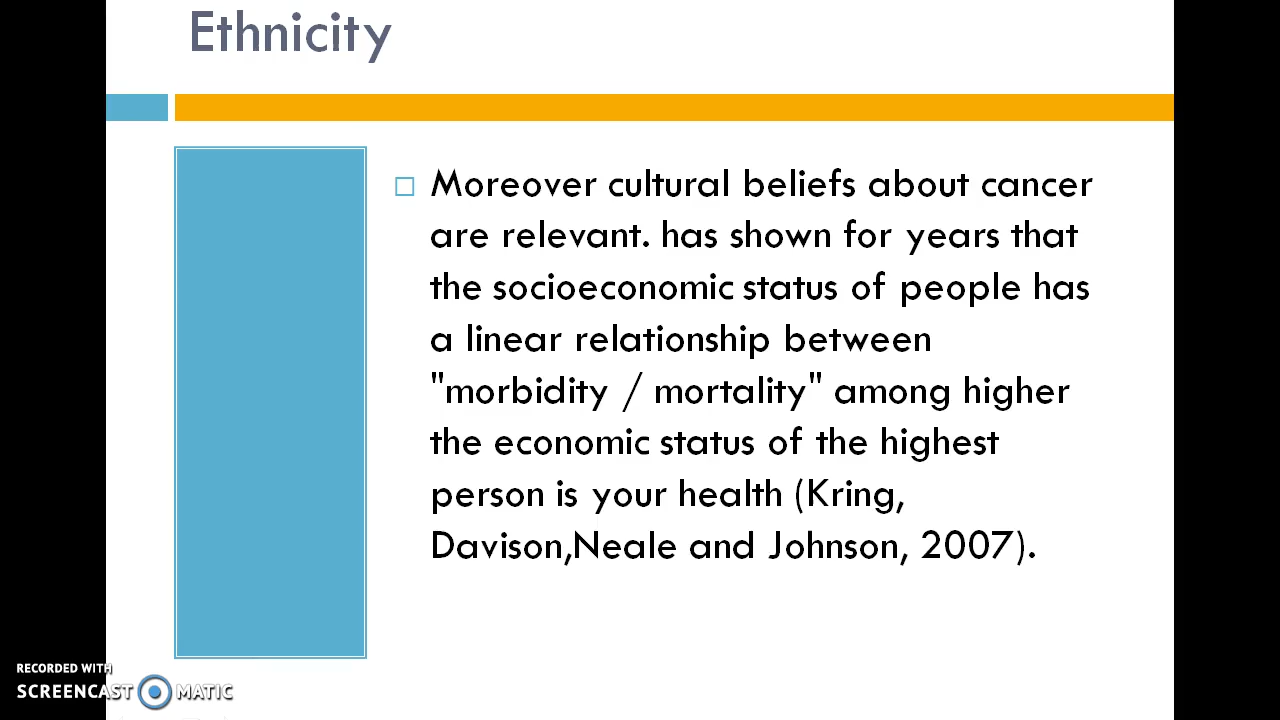 Ethnicity
Moreover cultural beliefs about cancer
are relevant. has shown for years that
the socioeconomic status of people has
a linear relationship between
"morbidity / mortality" among higher
the economic status of the highest
person is your health (Kring,
Davison,Neale and Johnson, 2007).
RECORDED WITH
SCREENCAST MATIC